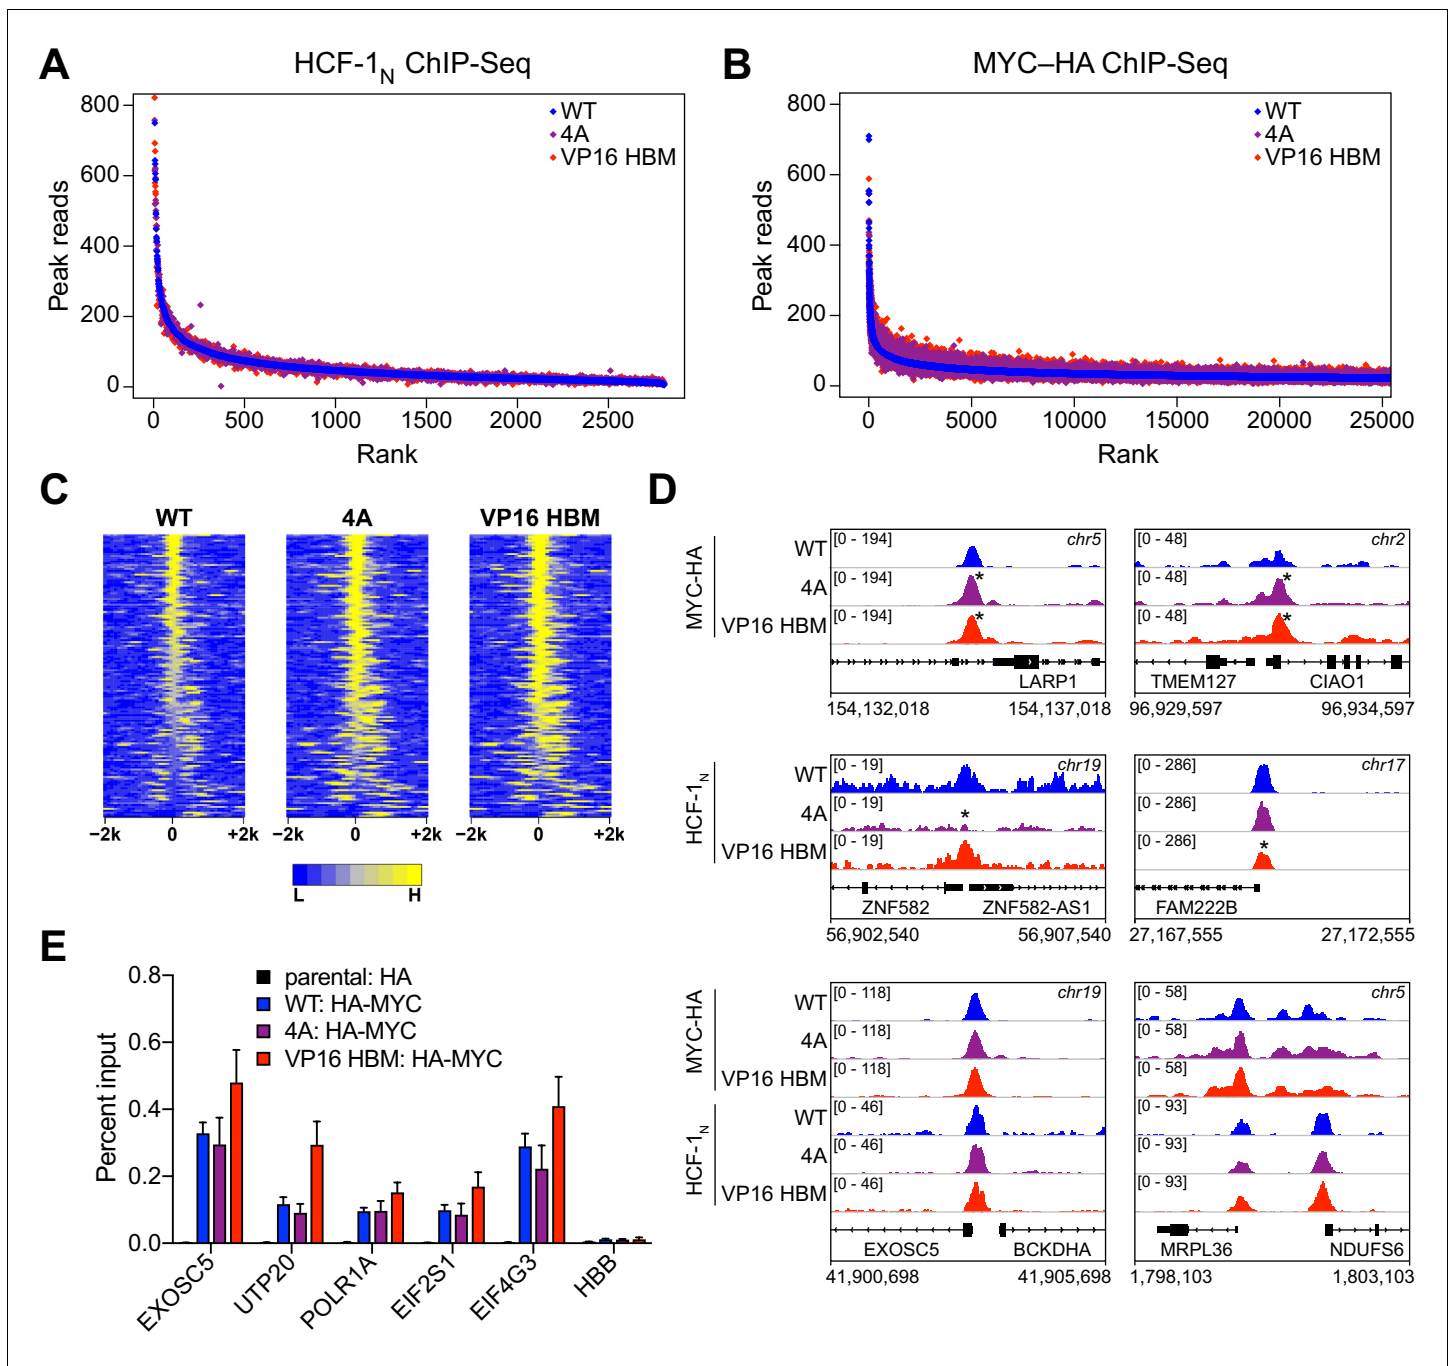 A
HCF-1N ChIP-Seq
Peak reads
800
600
400
200
0
WT
4A
VP16 HBM
0 500 1000 1500 2000 2500
Rank
B
MYC–HA ChIP-Seq
Peak reads
800
600
400
200
0
WT
4A
VP16 HBM
0 5000 10000 15000 20000 25000
Rank
C
WT 4A VP16 HBM
−2k 0 +2k −2k 0 +2k −2k 0 +2k
L H
D
MYC-HA
WT
4A
VP16 HBM
[0 - 194] chr5
[0 - 194] *
[0 - 194] *
LARP1
154,132,018 154,137,018
[0 - 48] chr2
[0 - 48] *
[0 - 48] *
TMEM127 CIAO1
96,929,597 96,934,597
HCF-1N
WT
4A
VP16 HBM
[0 - 19] chr19
[0 - 19] *
[0 - 19]
ZNF582 ZNF582-AS1
56,902,540 56,907,540
[0 - 286] chr17
[0 - 286]
[0 - 286] *
FAM222B
27,167,555 27,172,555
MYC-HA
WT
4A
VP16 HBM
HCF-1N
WT
4A
VP16 HBM
[0 - 118] chr19
[0 - 118]
[0 - 118]
[0 - 46]
[0 - 46]
[0 - 46]
EXOSC5 BCKDHA
41,900,698 41,905,698
[0 - 58] chr5
[0 - 58]
[0 - 58]
[0 - 93]
[0 - 93]
[0 - 93]
MRPL36 NDUFS6
1,798,103 1,803,103
E
Percent input
0.8
0.6
0.4
0.2
0.0
parental: HA
WT: HA-MYC
4A: HA-MYC
VP16 HBM: HA-MYC
EXOSC5 UTP20 POLR1A EIF2S1 EIF4G3 HBB